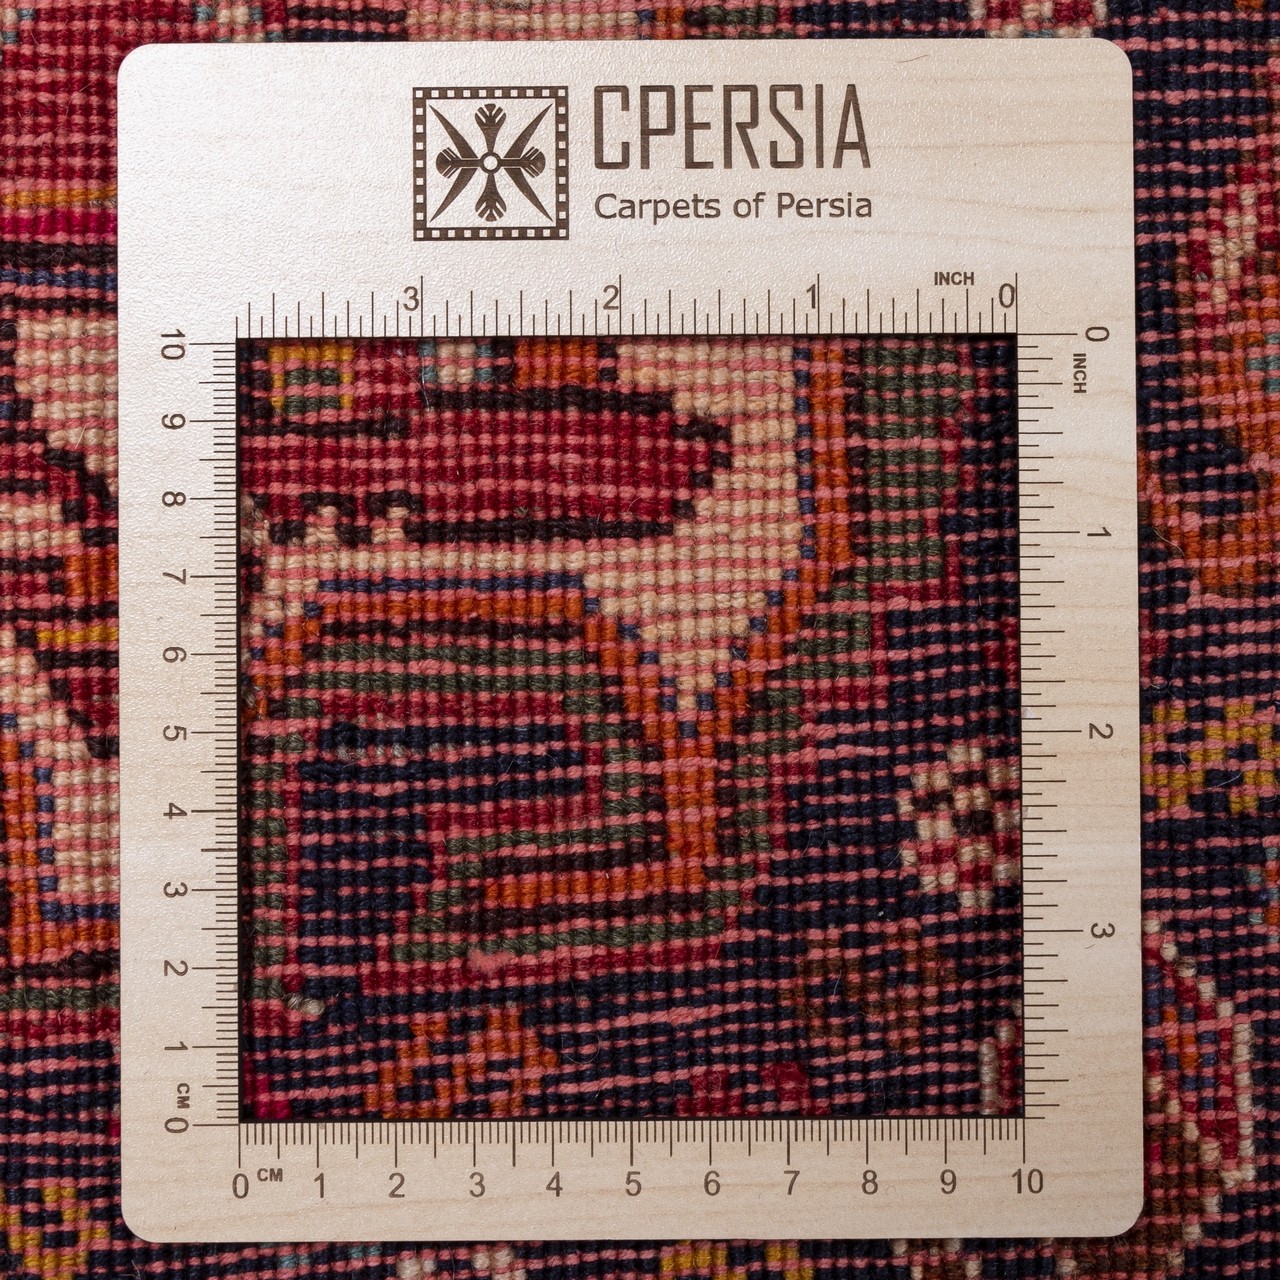 CPERSIA
Carpets of Persia
INCH
3 2 1 0
10 9 8 7 6 5 4 3 2 1 CM 0
0 INCH 1 2 3
0 CM 1 2 3 4 5 6 7 8 9 10